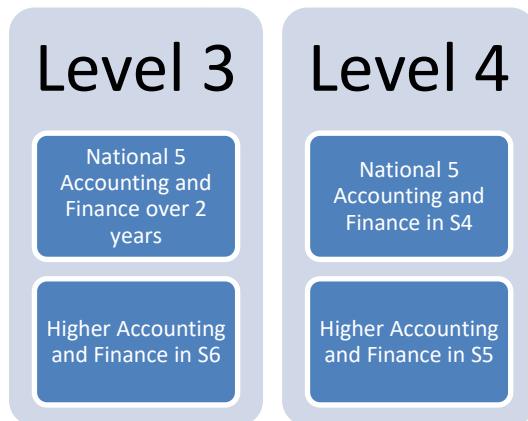 Level 3
National 5
Accounting and
Finance over 2
years
Higher Accounting
and Finance in S6
Level 4
National 5
Accounting and
Finance in S4
Higher Accounting
and Finance in S5